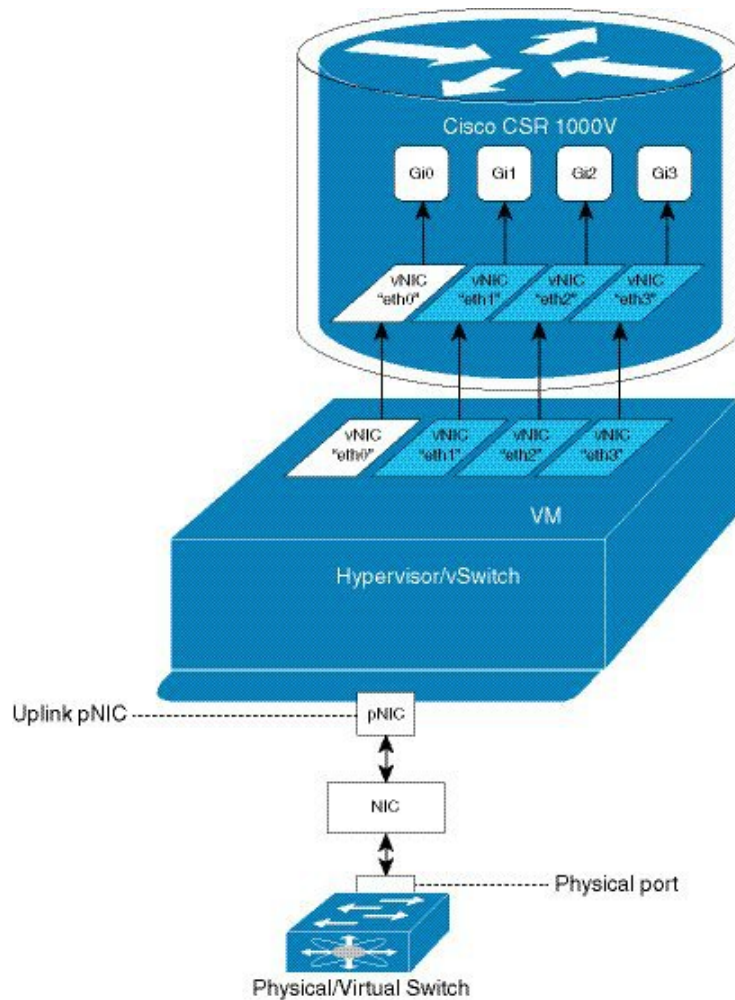 Cisco CSR 1000V
Gi0 Gi1 Gi2 Gi3
vNIC vNIC vNIC vNIC
"eth0" "eth1" "eth2" "eth3"
vNIC vNIC vNIC vNIC
"eth0" "eth1" "eth2" "eth3"
VM
Hypervisor/vSwitch
Uplink pNIC pNIC
NIC
Physical port
Physical/Virtual Switch